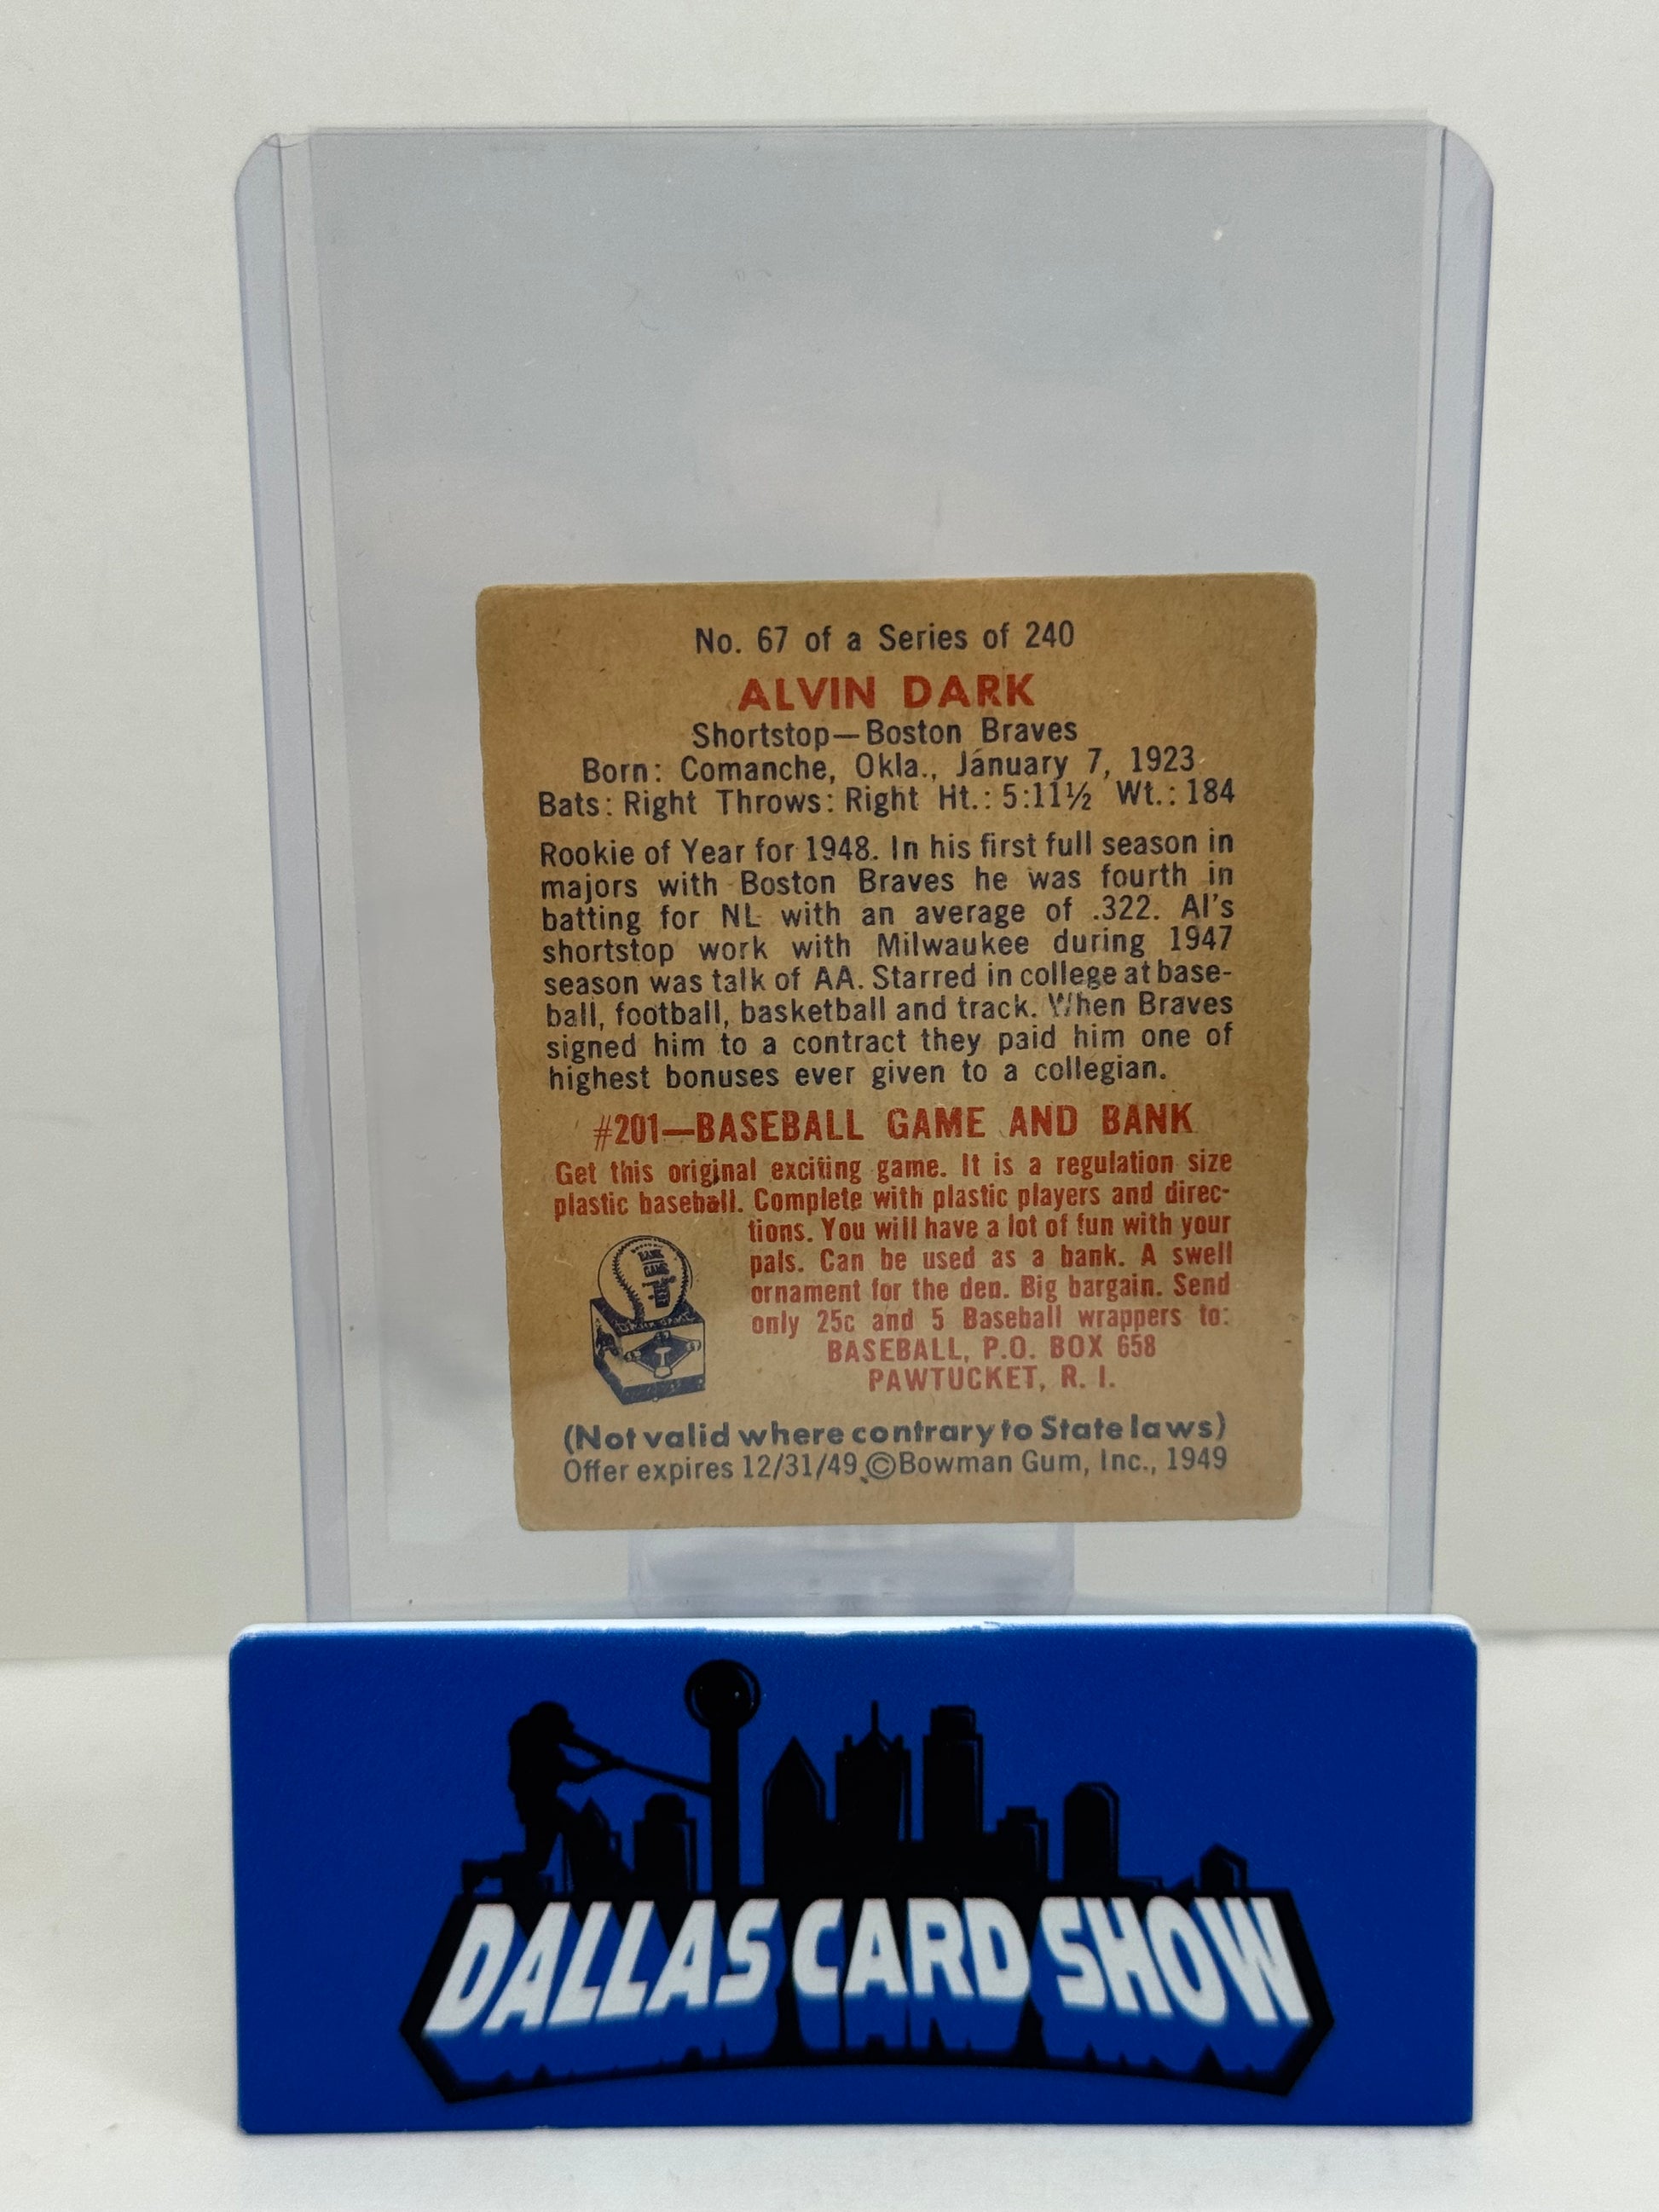 No. 67 of a Series of 240
ALVIN DARK
Shortstop—Boston Braves
Born: Comanche, Okla., January 7, 1923
Bats: Right Throws: Right Ht.: 5:11½ Wt.: 184
Rookie of Year for 1948. In his first full season in
majors with Boston Braves he was fourth in
batting for NL with an average of .322. Al's
shortstop work with Milwaukee during 1947
season was talk of AA. Starred in college at base-
ball, football, basketball and track. When Braves
signed him to a contract they paid him one of
highest bonuses ever given to a collegian.
#201—BASEBALL GAME AND BANK
Get this original exciting game. It is a regulation size
plastic baseball. Complete with plastic players and direc-
tions. You will have a lot of fun with your
pals. Can be used as a bank. A swell
ornament for the den. Big bargain. Send
only 25c and 5 Baseball wrappers to:
BASEBALL, P.O. BOX 658
PAWTUCKET, R. I.
BANK
GAME
(Not valid where contrary to State laws)
Offer expires 12/31/49 ©Bowman Gum, Inc., 1949
DALLAS CARD SHOW